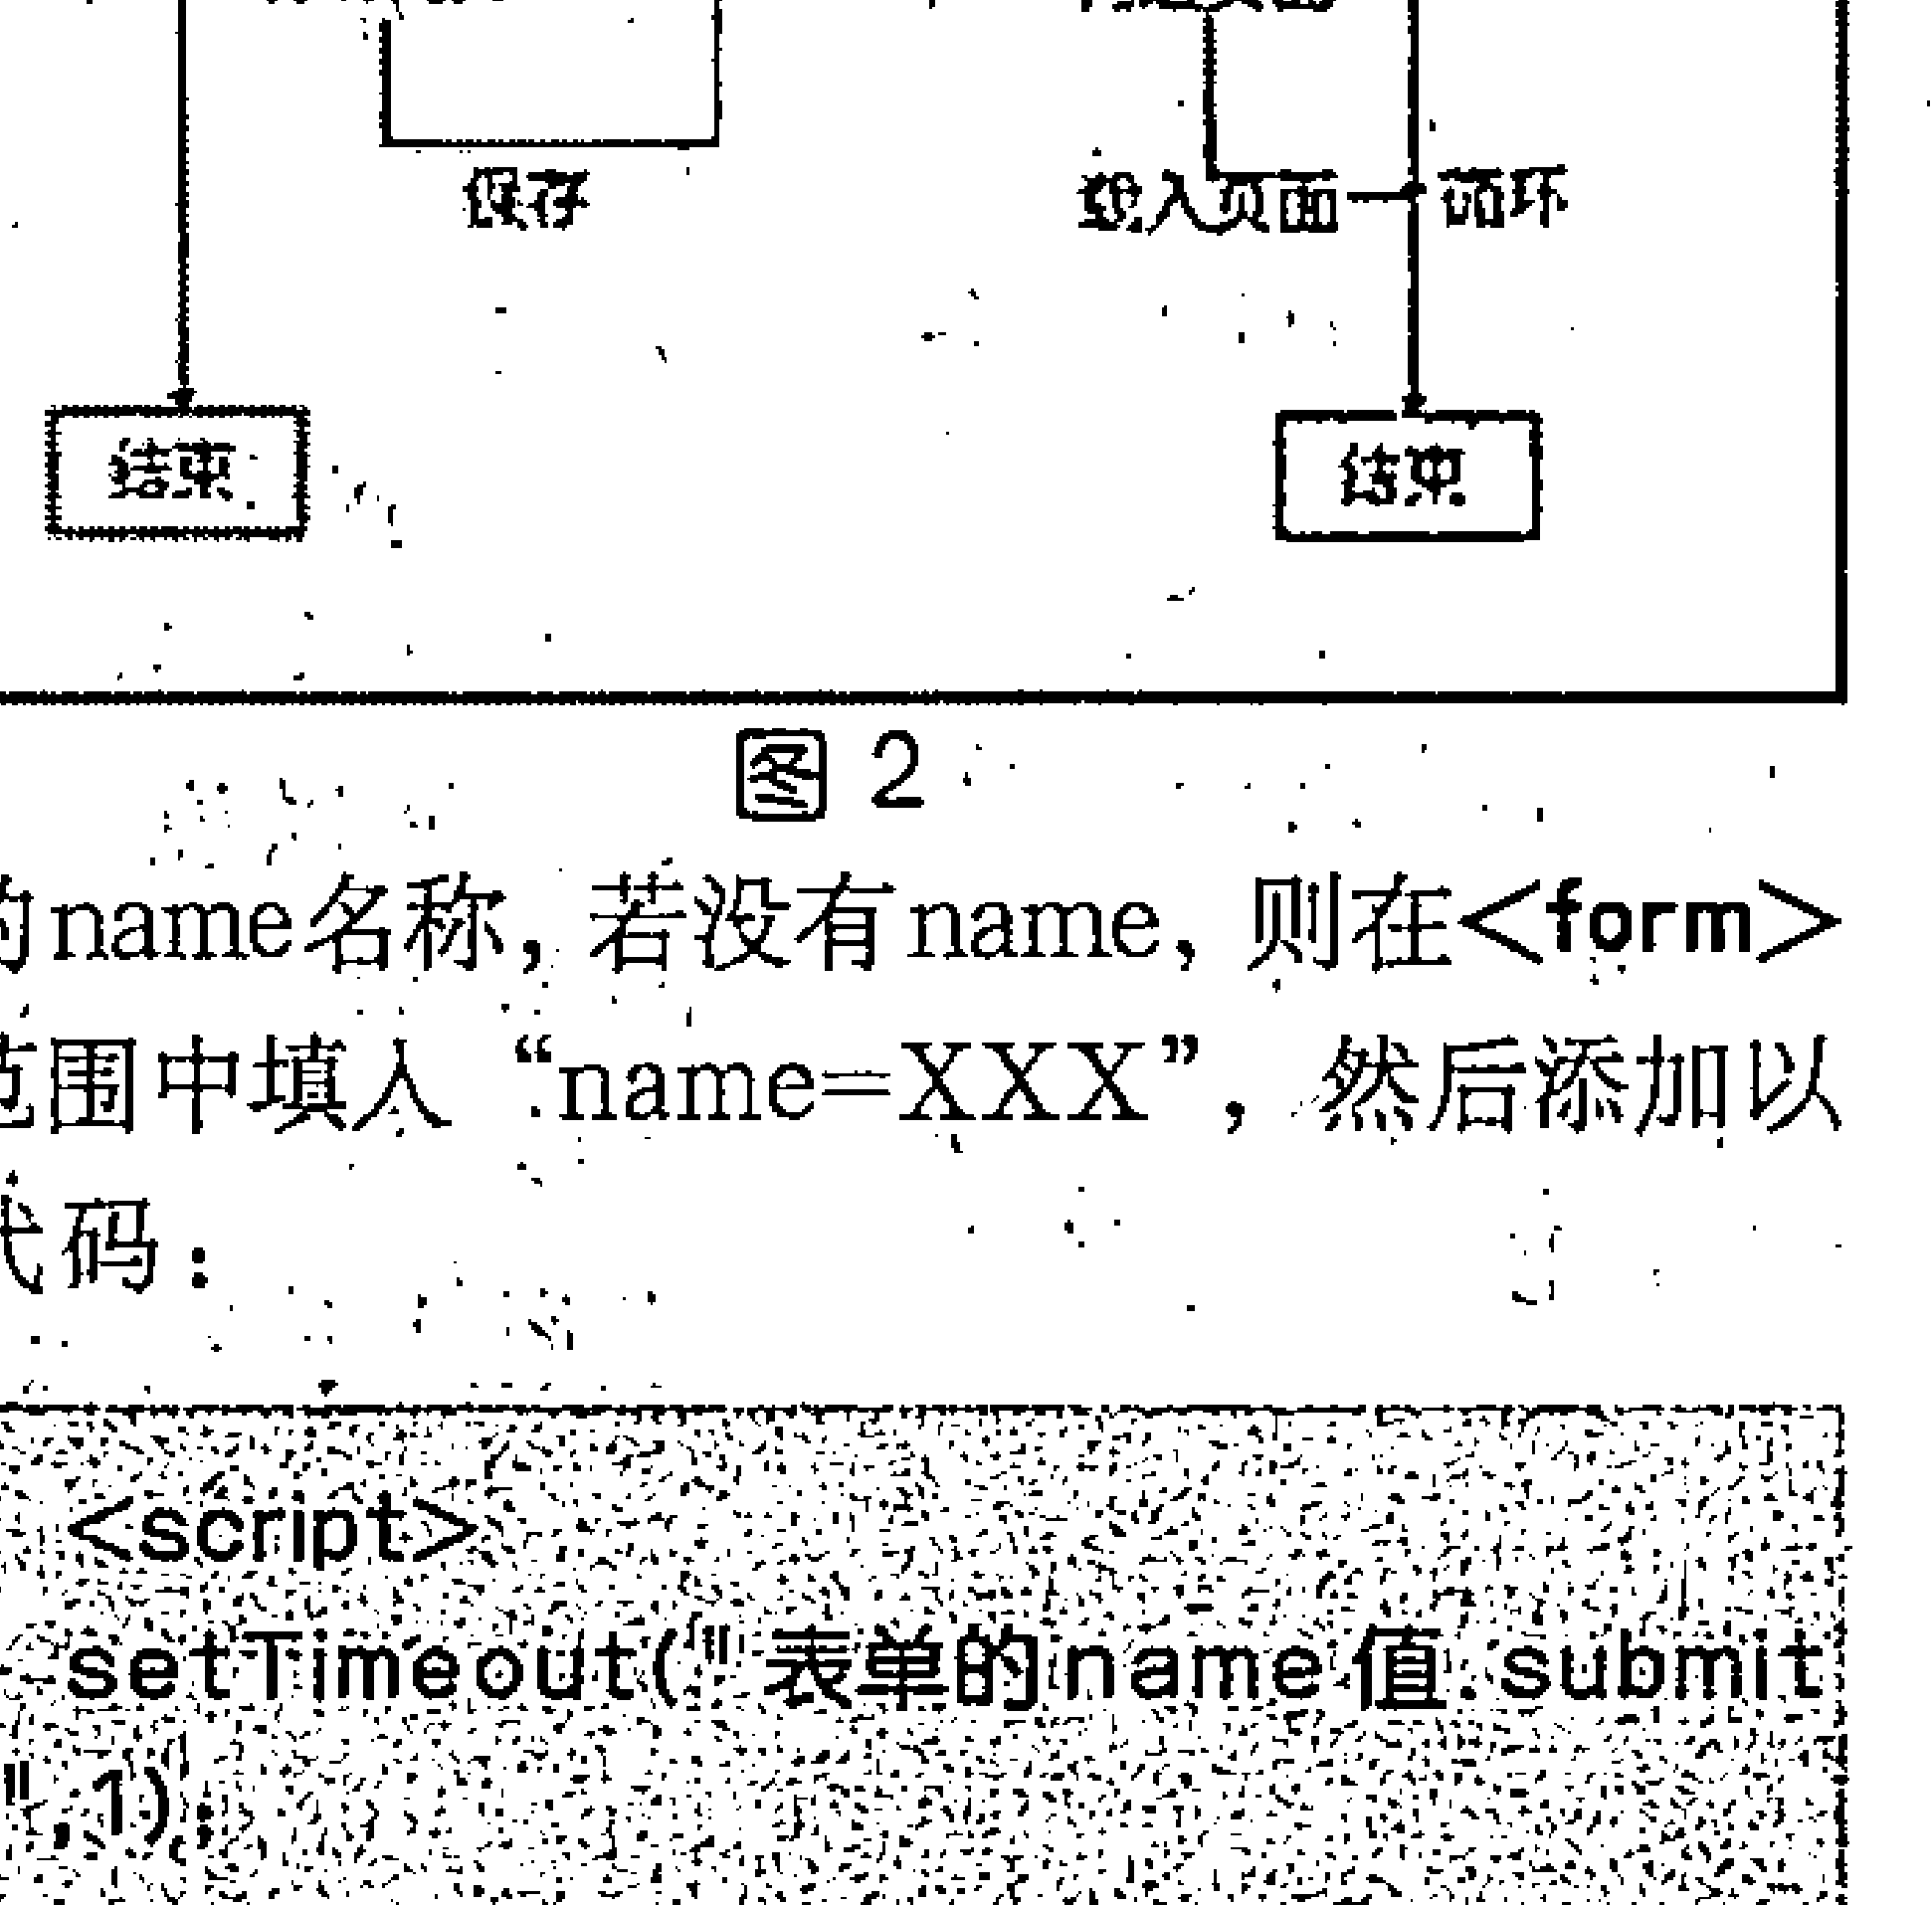 保存
载入页面 循环
结束 结束
图 2
的name名称, 若没有name, 则在<form>
范围中填入 “name=XXX”, 然后添加以
代码:
<script>
setTimeout(" 表单的name值.submit
",1);